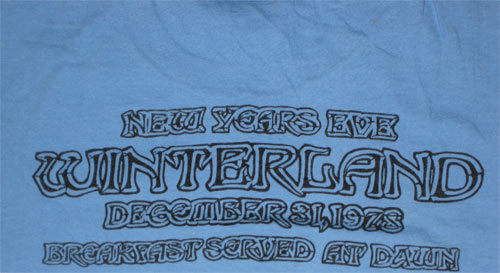 NEW YEARS EVE
WINTERLAND
DECEMBER 31, 1978
BREAKFAST SERVED AT DAWN